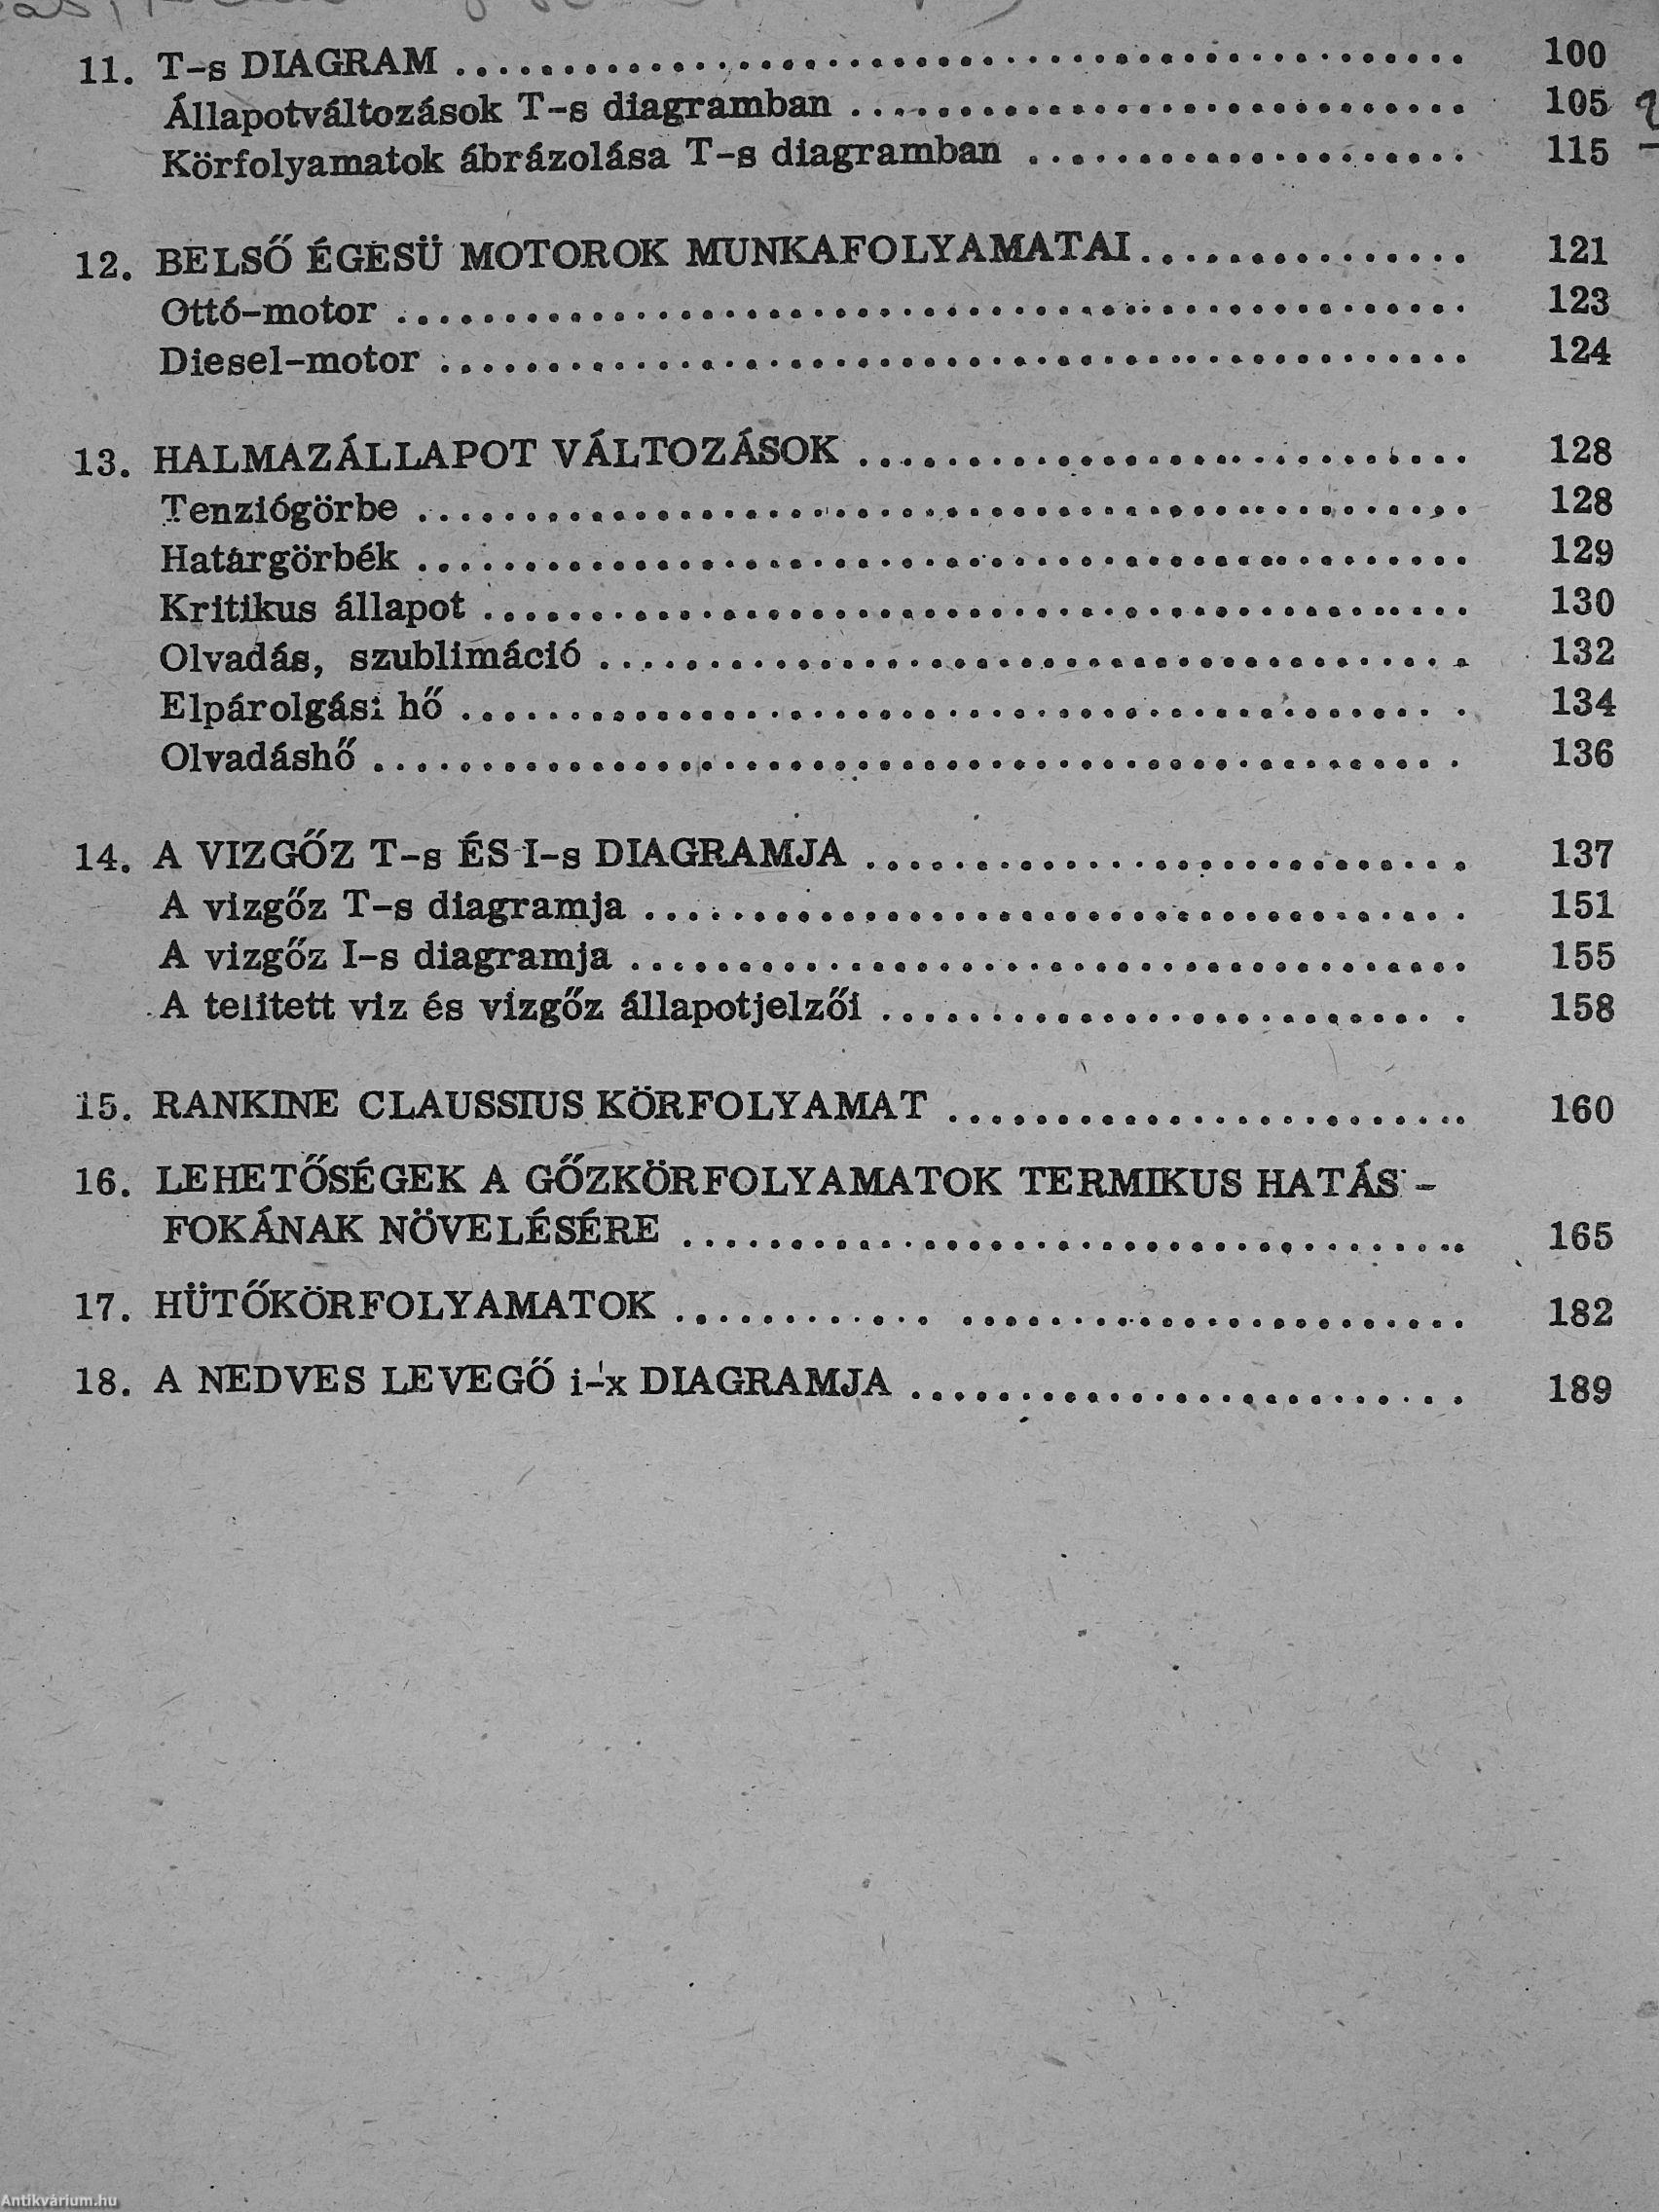 11. T-s DIAGRAM ........................................ 100
Állapotváltozások T-s diagramban ........................................ 105
Körfolyamatok ábrázolása T-s diagramban .................... 115
12. BELSŐ ÉGÉSÜ MOTOROK MUNKAFOLYAMATAI............... 121
Ottó-motor ........................................ 123
Diesel-motor ........................................ 124
13. HALMAZÁLLAPOT VÁLTOZÁSOK ............................ 128
Tenziógörbe ........................................ 128
Határgörbék ........................................ 129
Kritikus állapot ........................................ 130
Olvadás, szublimáció ........................................ 132
Elpárolgási hő ........................................ 134
Olvadáshő ........................................ 136
14. A VIZGŐZ T-s ÉS I-s DIAGRAMJA ............................ 137
A vizgőz T-s diagramja ........................................ 151
A vizgőz I-s diagramja ........................................ 155
A telitett viz és vizgőz állapotjelzői ............................ 158
15. RANKINE CLAUSSIUS KÖRFOLYAMAT ........................ 160
16. LEHETŐSÉGEK A GŐZKÖRFOLYAMATOK TERMIKUS HATÁS-
FOKÁNAK NÖVELÉSÉRE .................................... 165
17. HÜTŐKÖRFOLYAMATOK .................................... 182
18. A NEDVES LEVEGŐ i-x DIAGRAMJA .......................... 189
Antikvárium.hu